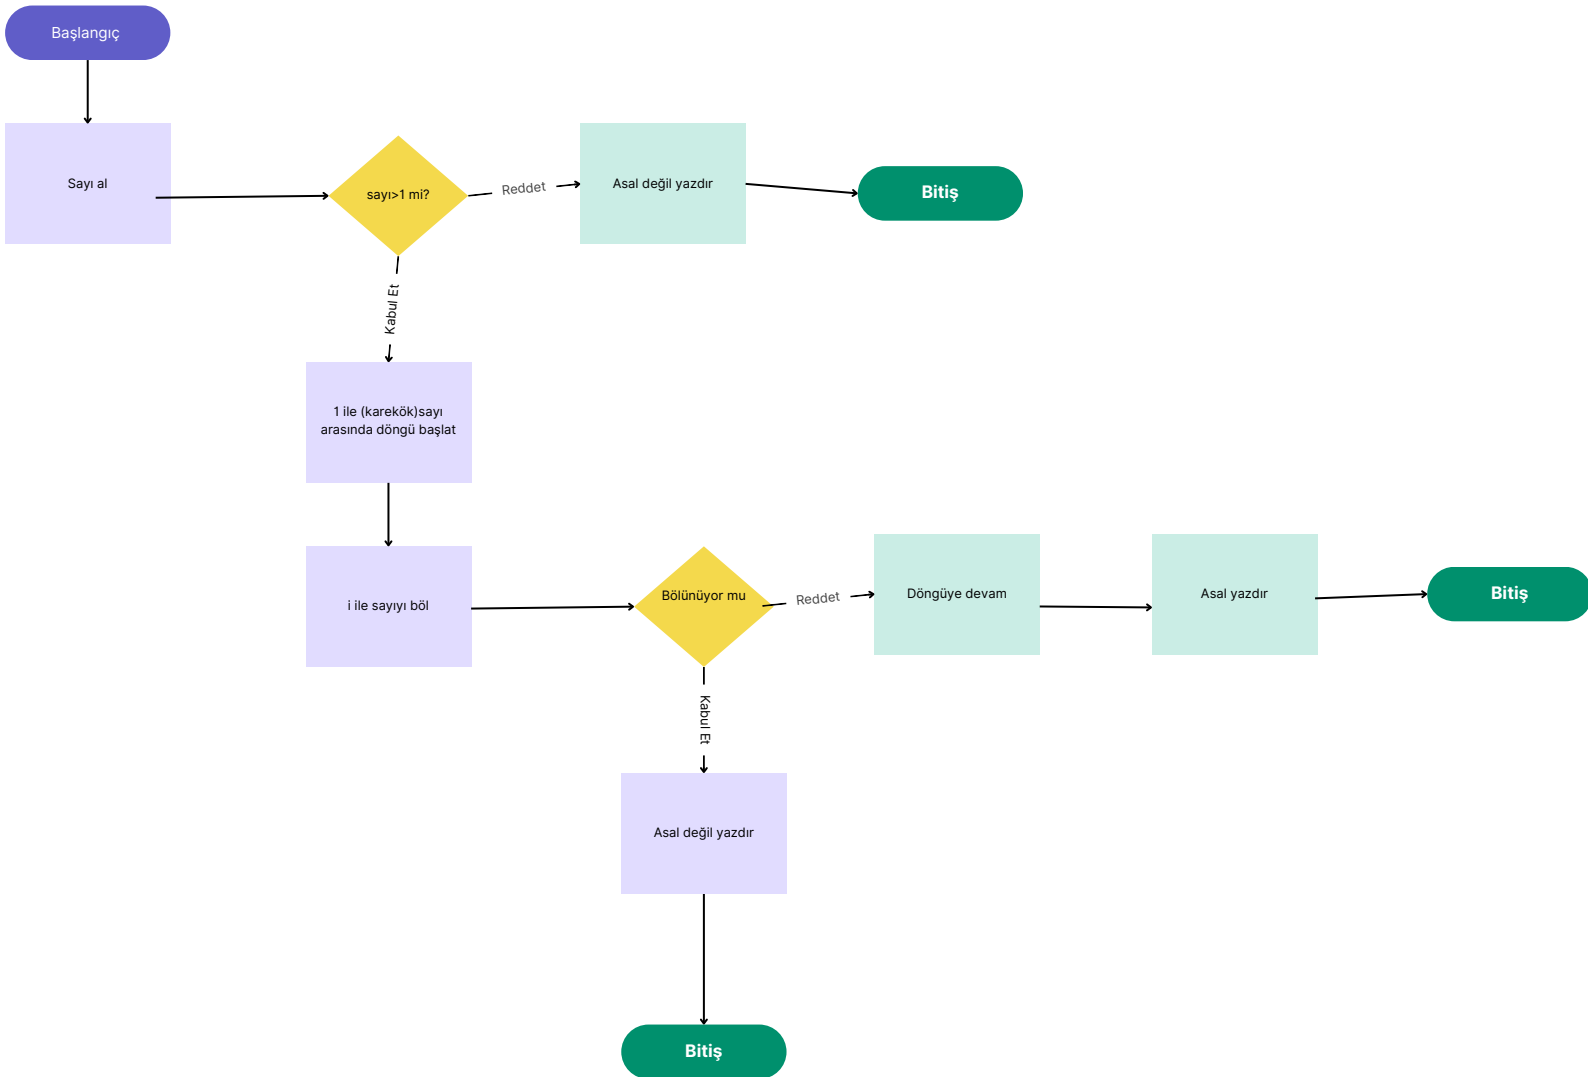 Başlangıç
Sayı al
sayı>1 mi?
Reddet
Asal değil yazdır
Bitiş
Kabul Et
1 ile (karekök)sayı
arasında döngü başlat
i ile sayıyı böl
Bölünüyor mu
Reddet
Döngüye devam
Asal yazdır
Bitiş
Kabul Et
Asal değil yazdır
Bitiş